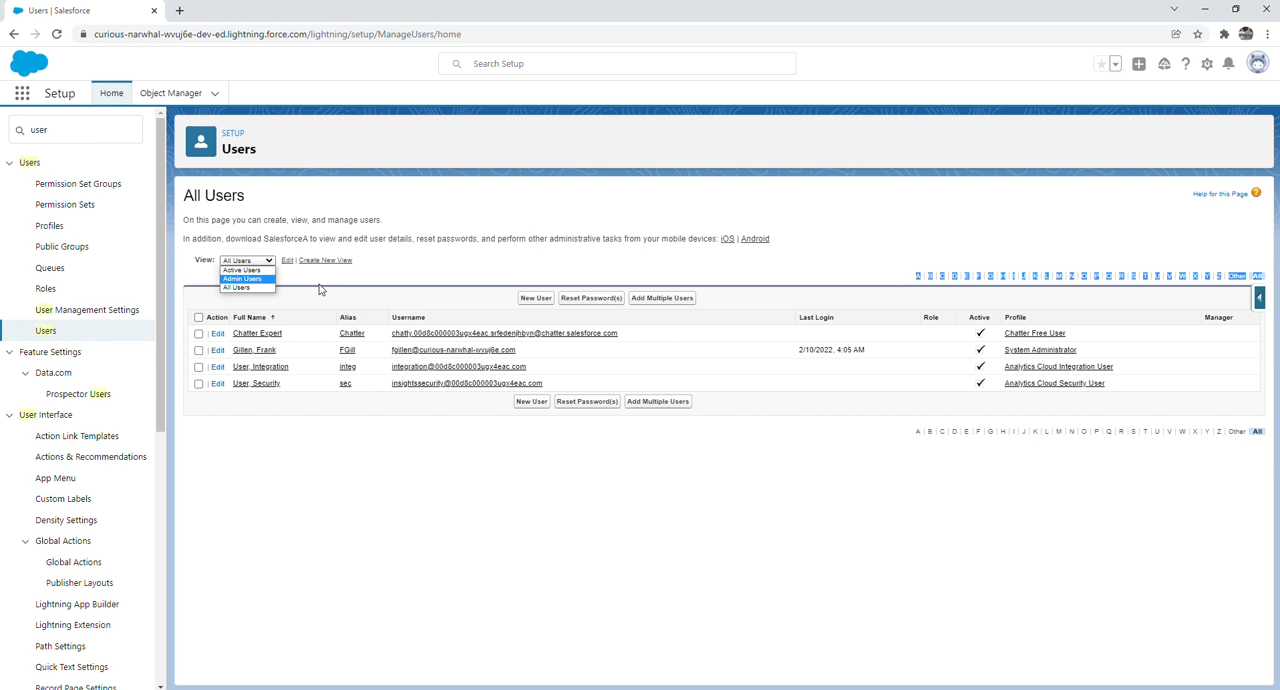 Users | Salesforce
curious-narwhal-wvuj6e-dev-ed.lightning.force.com/lightning/setup/ManageUsers/home
Search Setup
Setup
Home
Object Manager
user
Users
Permission Set Groups
Permission Sets
Profiles
Public Groups
Queues
Roles
User Management Settings
Users
Feature Settings
Data.com
Prospector Users
User Interface
Action Link Templates
Actions & Recommendations
App Menu
Custom Labels
Density Settings
Global Actions
Global Actions
Publisher Layouts
Lightning App Builder
Lightning Extension
Path Settings
Quick Text Settings
Record Page Settings
SETUP
Users
All Users
Help for this Page ?
On this page you can create, view, and manage users.
In addition, download SalesforceA to view and edit user details, reset passwords, and perform other administrative tasks from your mobile devices: iOS | Android
View: All Users Edit | Create New View
Active Users
Admin Users
All Users
A | B | C | D | E | F | G | H | I | J | K | L | M | N | O | P | Q | R | S | T | U | V | W | X | Y | Z | Other | All
New User Reset Password(s) Add Multiple Users
Action Full Name ↑ Alias Username Last Login Role Active Profile Manager
| Edit Chatter Expert Chatter chatty.00d8c000003ugx4eac.srfedenjhbyn@chatter.salesforce.com ✓ Chatter Free User
| Edit Gillen, Frank FGill fgillen@curious-narwhal-wvuj6e.com 2/10/2022, 4:05 AM ✓ System Administrator
| Edit User, Integration integ integration@00d8c000003ugx4eac.com ✓ Analytics Cloud Integration User
| Edit User, Security sec insightssecurity@00d8c000003ugx4eac.com ✓ Analytics Cloud Security User
New User Reset Password(s) Add Multiple Users
A | B | C | D | E | F | G | H | I | J | K | L | M | N | O | P | Q | R | S | T | U | V | W | X | Y | Z | Other | All